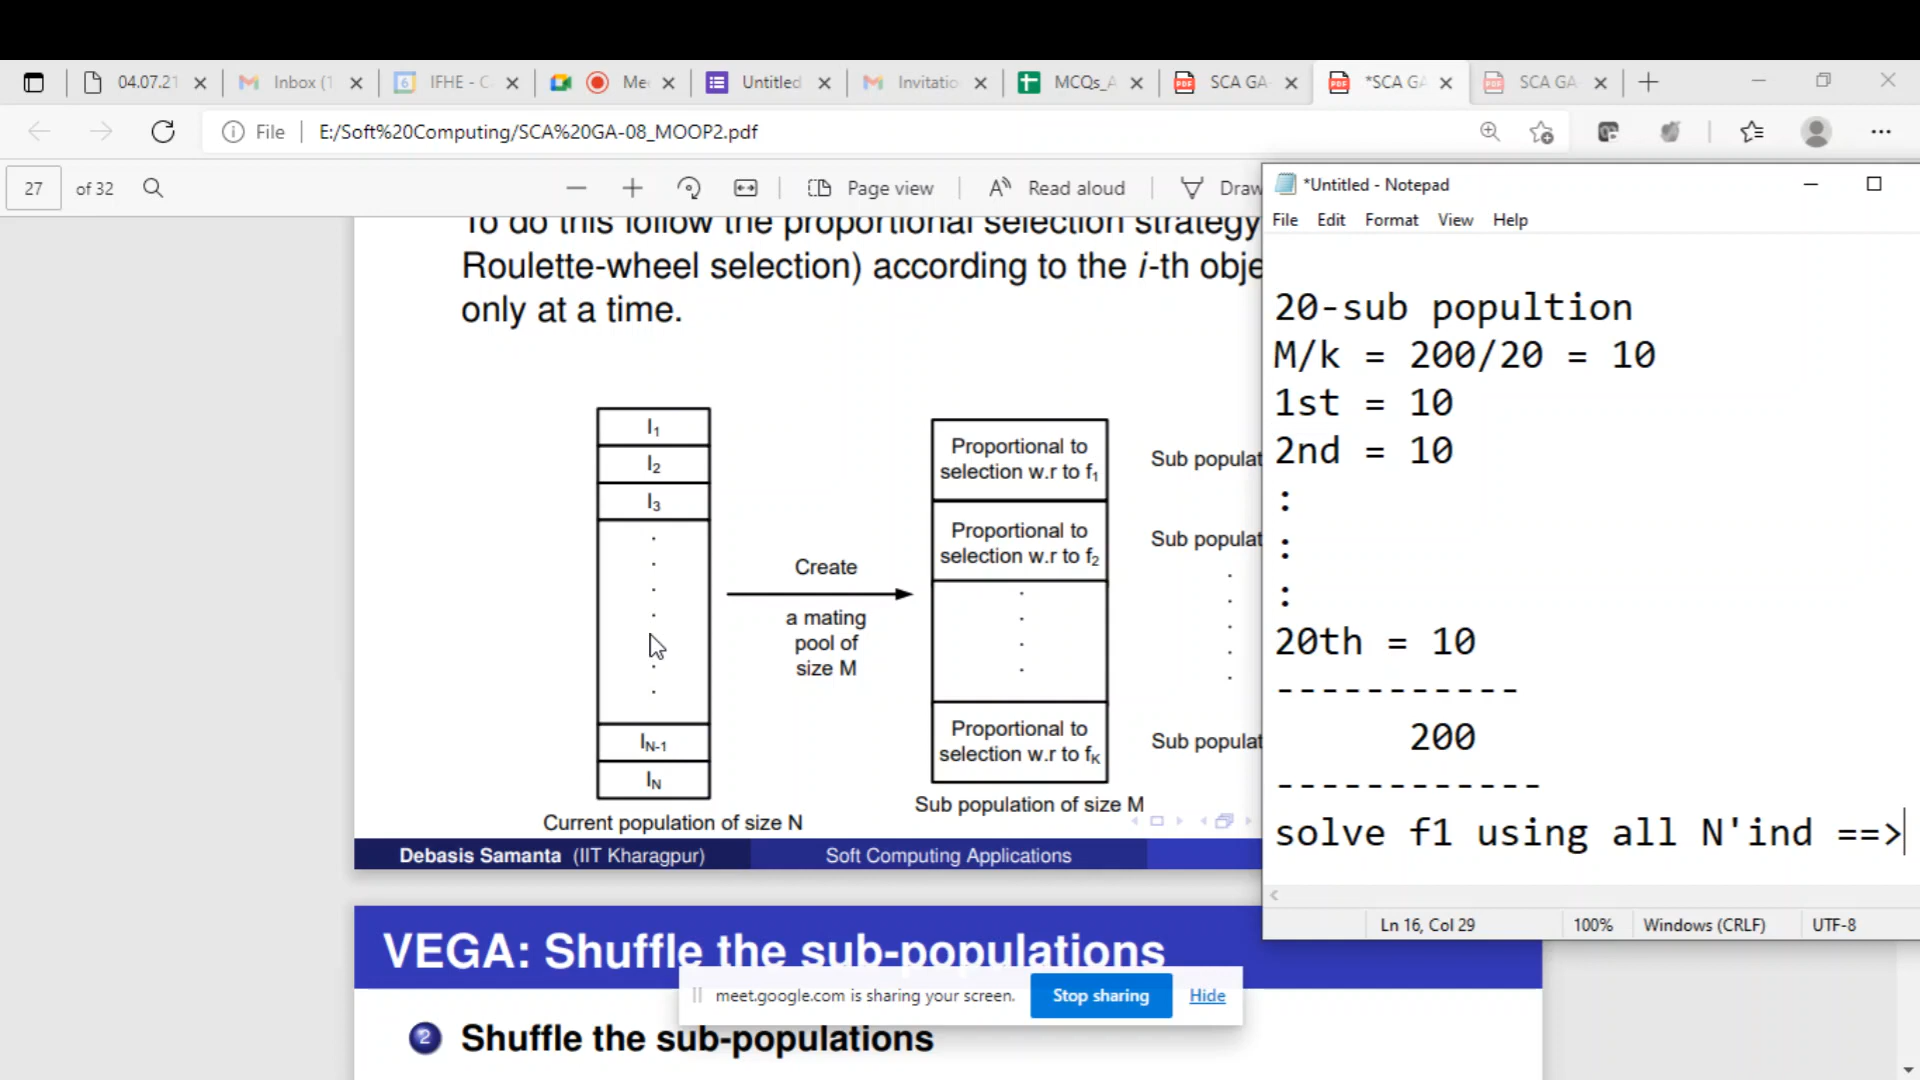 04.07.21
Inbox (1
IFHE - C
Me
Untitled
Invitatio
MCQs_A
SCA GA-
*SCA GA
SCA GA
File
E:/Soft%20Computing/SCA%20GA-08_MOOP2.pdf
27 of 32
Page view
Read aloud
Draw
To do this follow the proportional selection strategy
Roulette-wheel selection) according to the i-th obje
only at a time.
I1
I2
I3
IN-1
IN
Current population of size N
Create
a mating
pool of
size M
Proportional to
selection w.r to f1
Proportional to
selection w.r to f2
Proportional to
selection w.r to fK
Sub population of size M
Sub populat
Sub populat
Sub populat
Debasis Samanta (IIT Kharagpur)
Soft Computing Applications
VEGA: Shuffle the sub-populations
2 Shuffle the sub-populations
meet.google.com is sharing your screen.
Stop sharing
Hide
*Untitled - Notepad
File Edit Format View Help
20-sub popultion
M/k = 200/20 = 10
1st = 10
2nd = 10
:
:
:
20th = 10
-----------
200
------------
solve f1 using all N'ind ==>
Ln 16, Col 29
100%
Windows (CRLF)
UTF-8